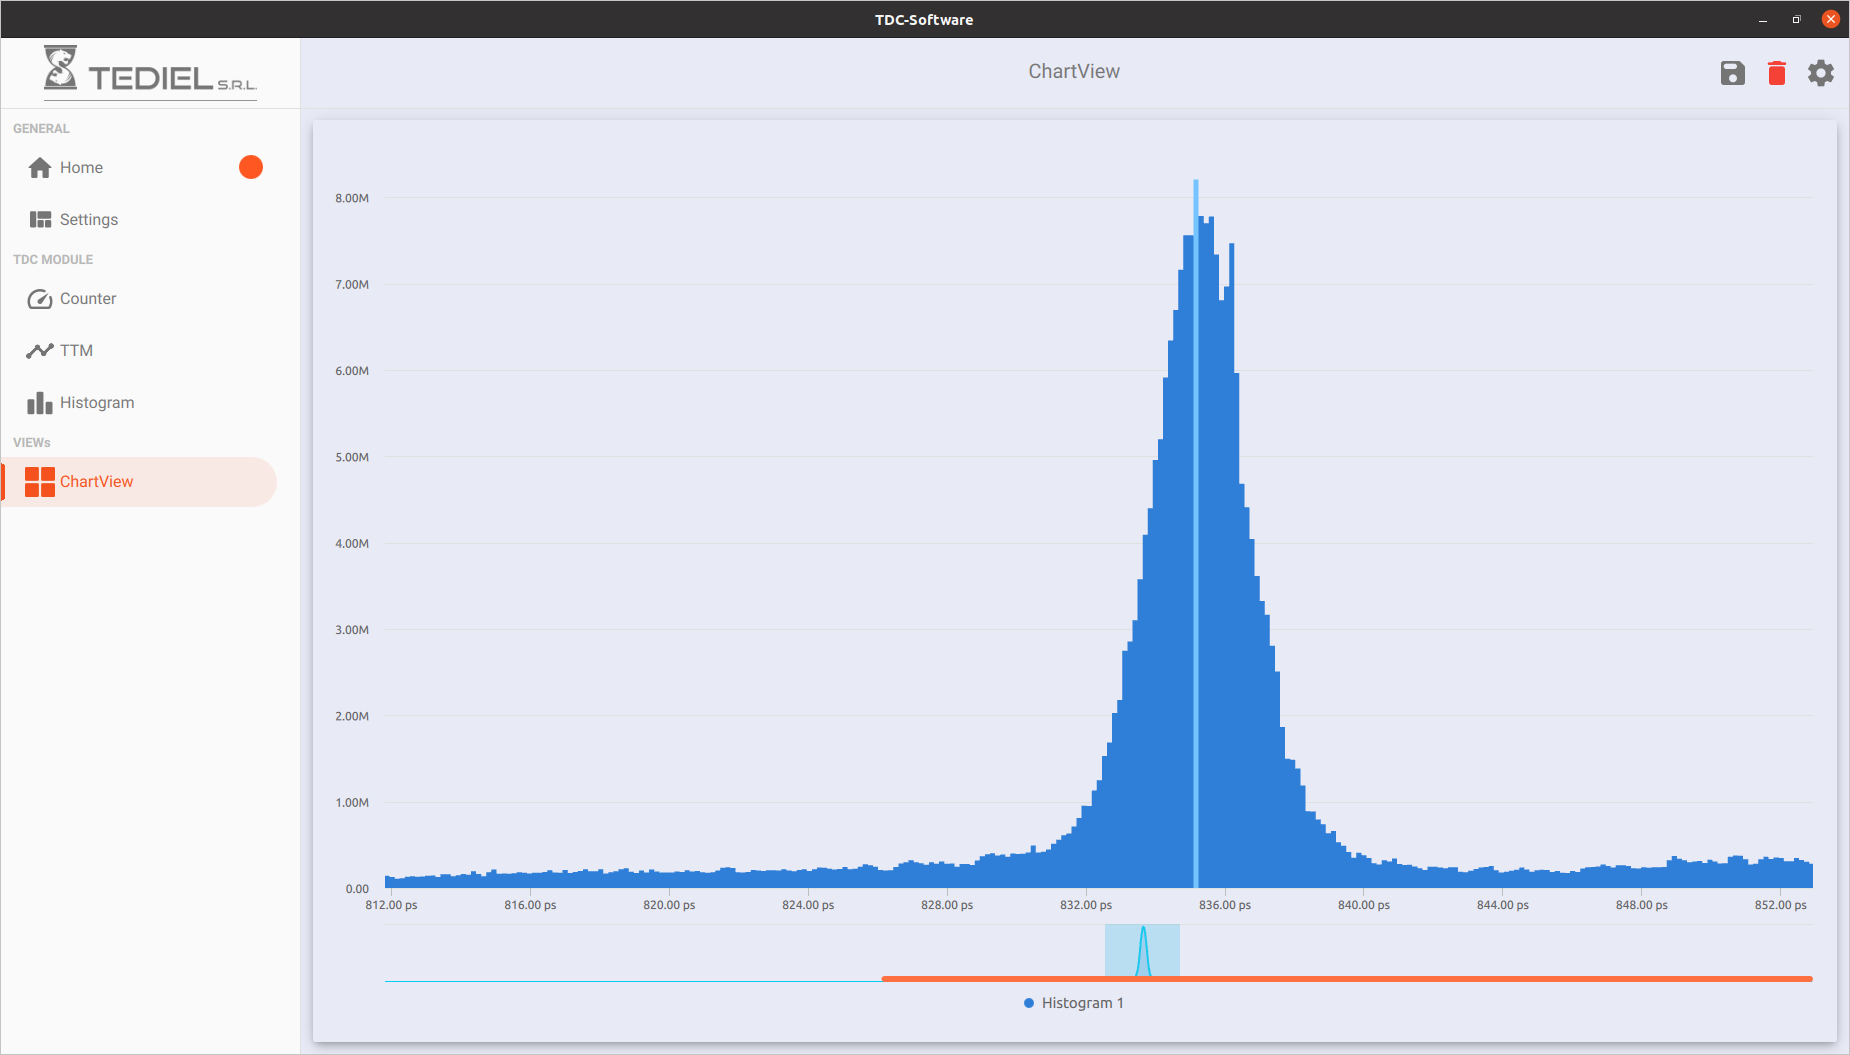 TDC-Software
TEDIEL S.R.L.
ChartView
GENERAL
Home
Settings
TDC MODULE
Counter
TTM
Histogram
VIEWs
ChartView
8.00M
7.00M
6.00M
5.00M
4.00M
3.00M
2.00M
1.00M
0.00
812.00 ps 816.00 ps 820.00 ps 824.00 ps 828.00 ps 832.00 ps 836.00 ps 840.00 ps 844.00 ps 848.00 ps 852.00 ps
Histogram 1